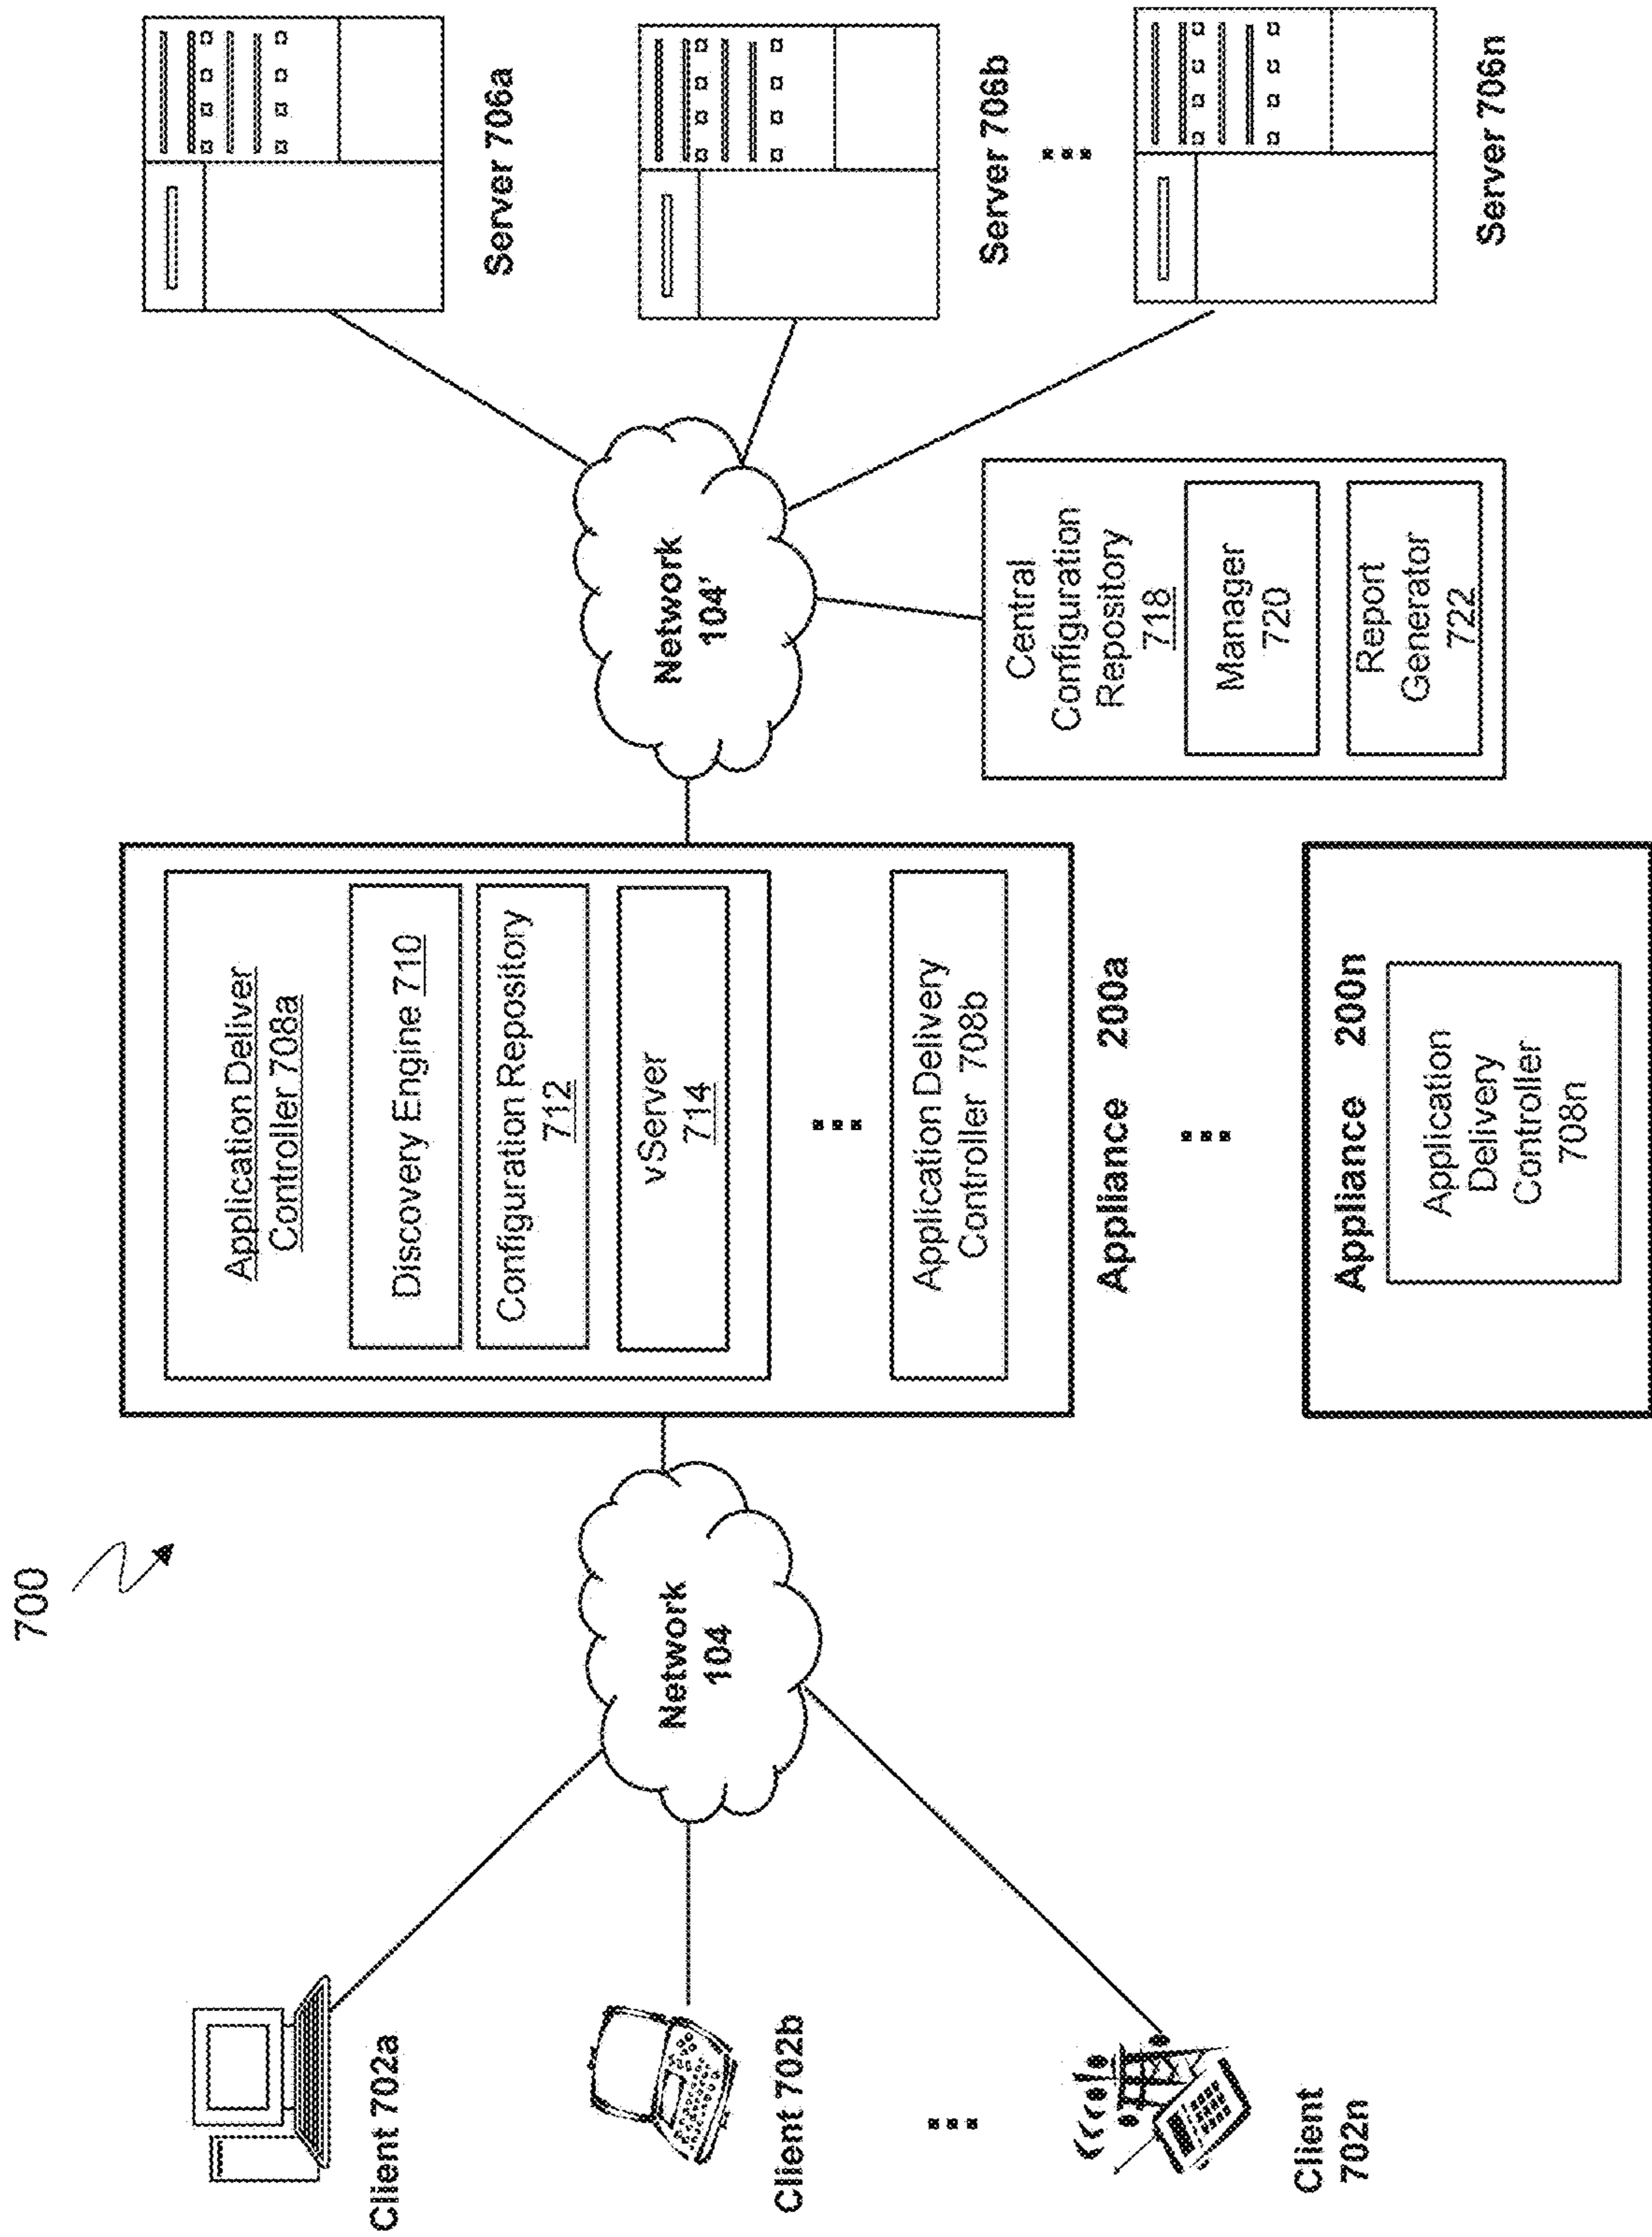 700
Client 702a
Client 702b
Client
702n
Network
104
Application Deliver
Controller 708a
Discovery Engine 710
Configuration Repository
712
vServer
714
Application Delivery
Controller 708b
Appliance 200a
Appliance 200n
Application
Delivery
Controller
708n
Network
104'
Central
Configuration
Repository
718
Manager
720
Report
Generator
722
Server 706a
Server 706b
Server 706n